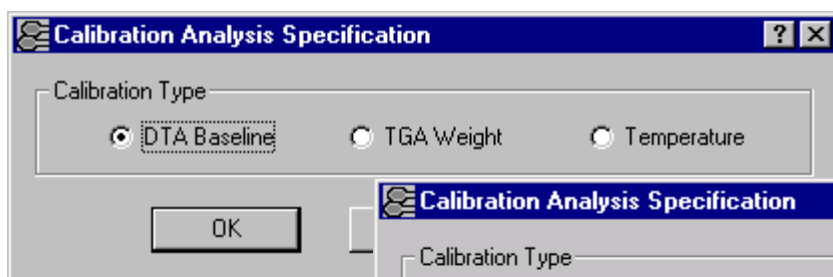 Calibration Analysis Specification
Calibration Type
DTA Baseline TGA Weight Temperature
OK
Calibration Analysis Specification
Calibration Type